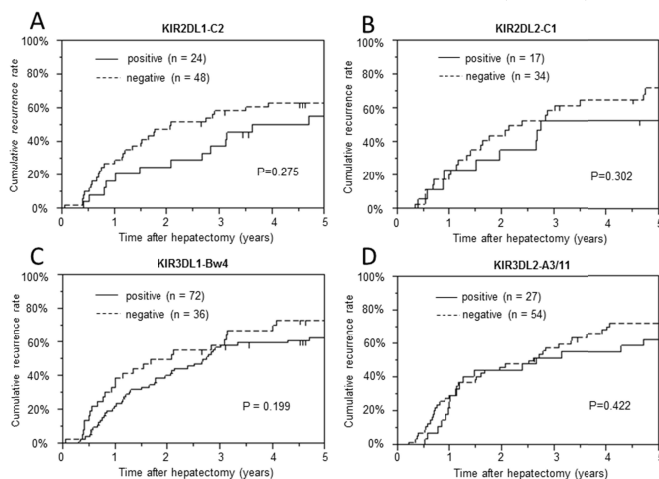 A
KIR2DL1-C2
100%
80%
60%
40%
20%
0%
Cumulative recurrence rate
positive (n = 24)
negative (n = 48)
P=0.275
0 1 2 3 4 5
Time after hepatectomy (years)
B
KIR2DL2-C1
100%
80%
60%
40%
20%
0%
Cumulative recurrence rate
positive (n = 17)
negative (n = 34)
P=0.302
0 1 2 3 4 5
Time after hepatectomy (years)
C
KIR3DL1-Bw4
100%
80%
60%
40%
20%
0%
Cumulative recurrence rate
positive (n = 72)
negative (n = 36)
P = 0.199
0 1 2 3 4 5
Time after hepatectomy (years)
D
KIR3DL2-A3/11
100%
80%
60%
40%
20%
0%
Cumulative recurrence rate
positive (n = 27)
negative (n = 54)
P=0.422
0 1 2 3 4 5
Time after hepatectomy (years)